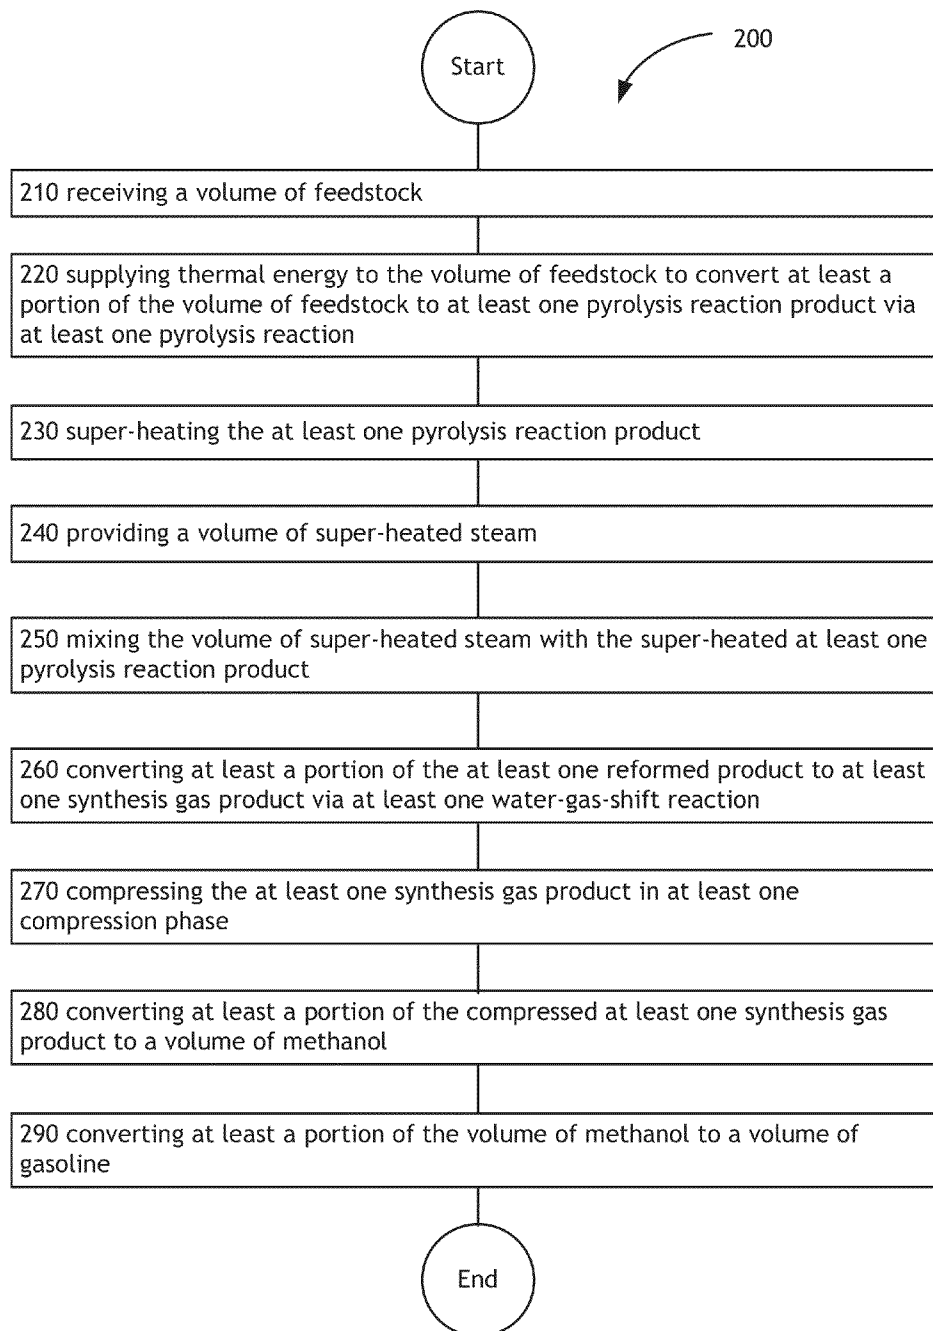 Start
200
210 receiving a volume of feedstock
220 supplying thermal energy to the volume of feedstock to convert at least a
portion of the volume of feedstock to at least one pyrolysis reaction product via
at least one pyrolysis reaction
230 super-heating the at least one pyrolysis reaction product
240 providing a volume of super-heated steam
250 mixing the volume of super-heated steam with the super-heated at least one
pyrolysis reaction product
260 converting at least a portion of the at least one reformed product to at least
one synthesis gas product via at least one water-gas-shift reaction
270 compressing the at least one synthesis gas product in at least one
compression phase
280 converting at least a portion of the compressed at least one synthesis gas
product to a volume of methanol
290 converting at least a portion of the volume of methanol to a volume of
gasoline
End